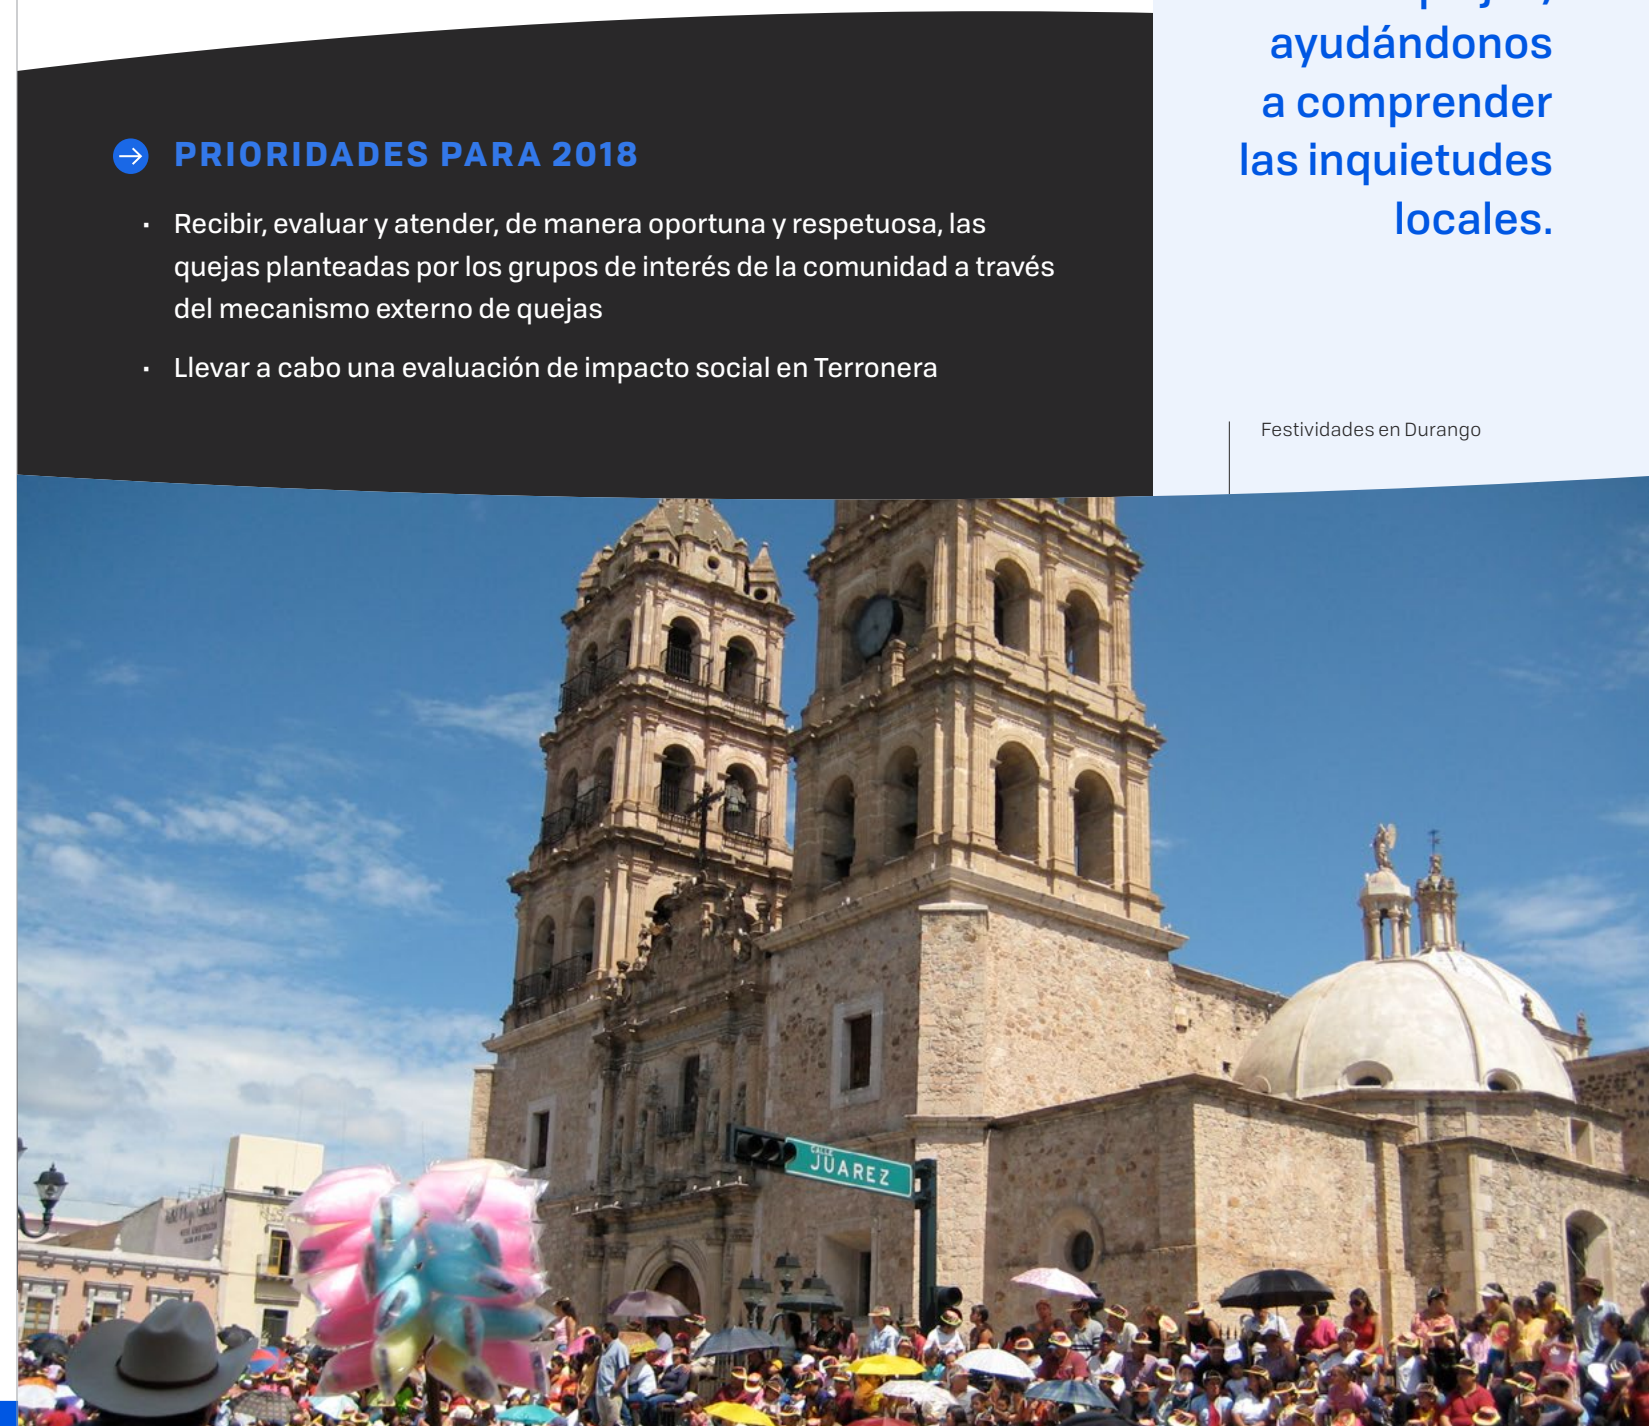 PRIORIDADES PARA 2018
· Recibir, evaluar y atender, de manera oportuna y respetuosa, las
quejas planteadas por los grupos de interés de la comunidad a través
del mecanismo externo de quejas
· Llevar a cabo una evaluación de impacto social en Terronera
ayudándonos
a comprender
las inquietudes
locales.
Festividades en Durango
CALLE
JUAREZ